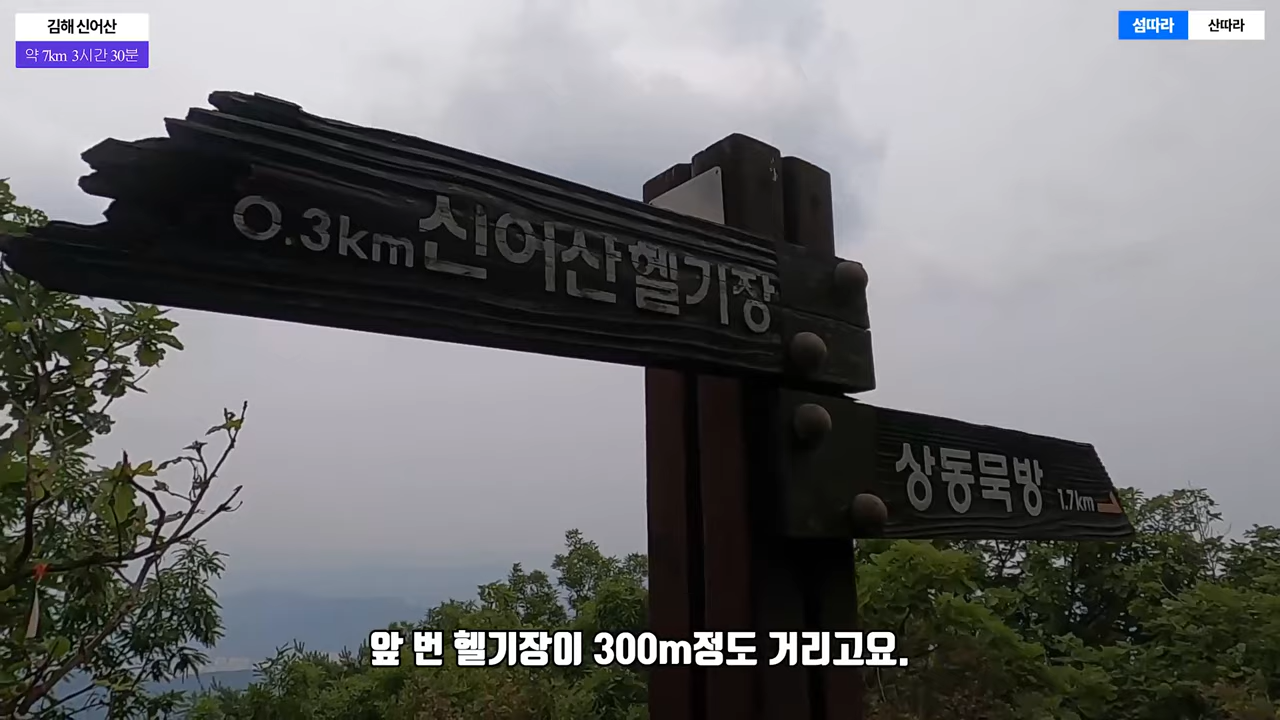 김해 신어산
약 7km 3시간 30분
섬따라 산따라
0.3km 신어산헬기장
상동묵방 1.7km
앞 번 헬기장이 300m정도 거리고요.